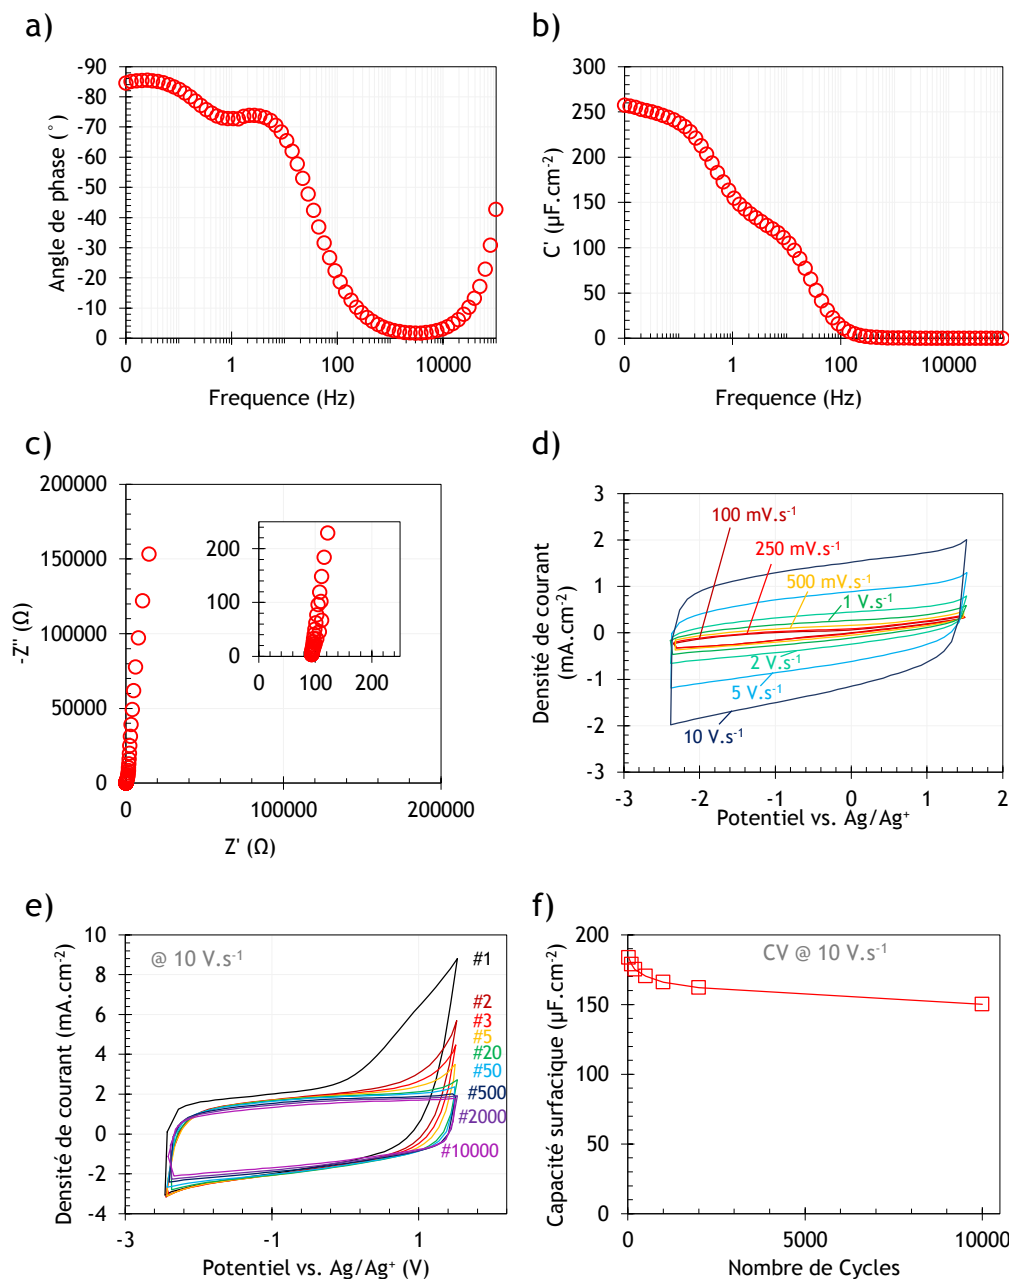 a)
-90
-80
-70
-60
-50
-40
-30
-20
-10
0
Angle de phase (°)
0 1 100 10000
Frequence (Hz)
b)
300
250
200
150
100
50
0
C' (µF.cm⁻²)
0 1 100 10000
Frequence (Hz)
c)
200000
150000
100000
50000
0
-Z'' (Ω)
0 100000 200000
Z' (Ω)
200
100
0
0 100 200
d)
3
2
1
0
-1
-2
-3
Densité de courant
(mA.cm⁻²)
100 mV.s⁻¹
250 mV.s⁻¹
500 mV.s⁻¹
1 V.s⁻¹
2 V.s⁻¹
5 V.s⁻¹
10 V.s⁻¹
-3 -2 -1 0 1 2
Potentiel vs. Ag/Ag⁺
e)
10
8
6
4
2
0
-2
-4
Densité de courant (mA.cm⁻²)
@ 10 V.s⁻¹
#1
#2
#3
#5
#20
#50
#500
#2000
#10000
-3 -1 1
Potentiel vs. Ag/Ag⁺ (V)
f)
200
150
100
50
0
Capacité surfacique (µF.cm⁻²)
CV @ 10 V.s⁻¹
0 5000 10000
Nombre de Cycles